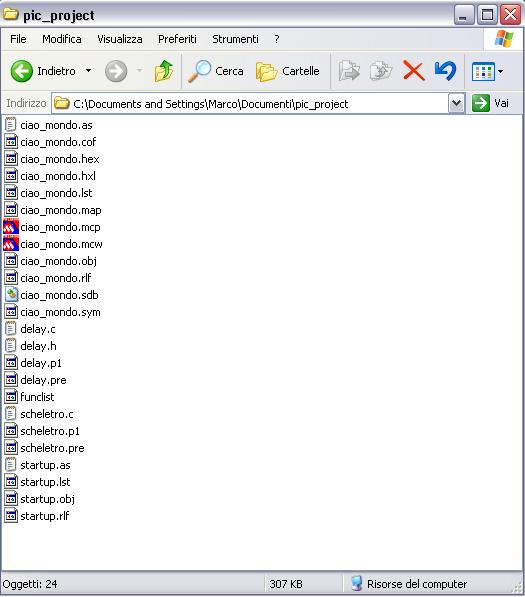 pic_project
File Modifica Visualizza Preferiti Strumenti ?
Indietro Cerca Cartelle
Indirizzo C:\Documents and Settings\Marco\Documenti\pic_project Vai
ciao_mondo.as
ciao_mondo.cof
ciao_mondo.hex
ciao_mondo.hxl
ciao_mondo.lst
ciao_mondo.map
ciao_mondo.mcp
ciao_mondo.mcw
ciao_mondo.obj
ciao_mondo.rlf
ciao_mondo.sdb
ciao_mondo.sym
delay.c
delay.h
delay.p1
delay.pre
funclist
scheletro.c
scheletro.p1
scheletro.pre
startup.as
startup.lst
startup.obj
startup.rlf
Oggetti: 24 307 KB Risorse del computer